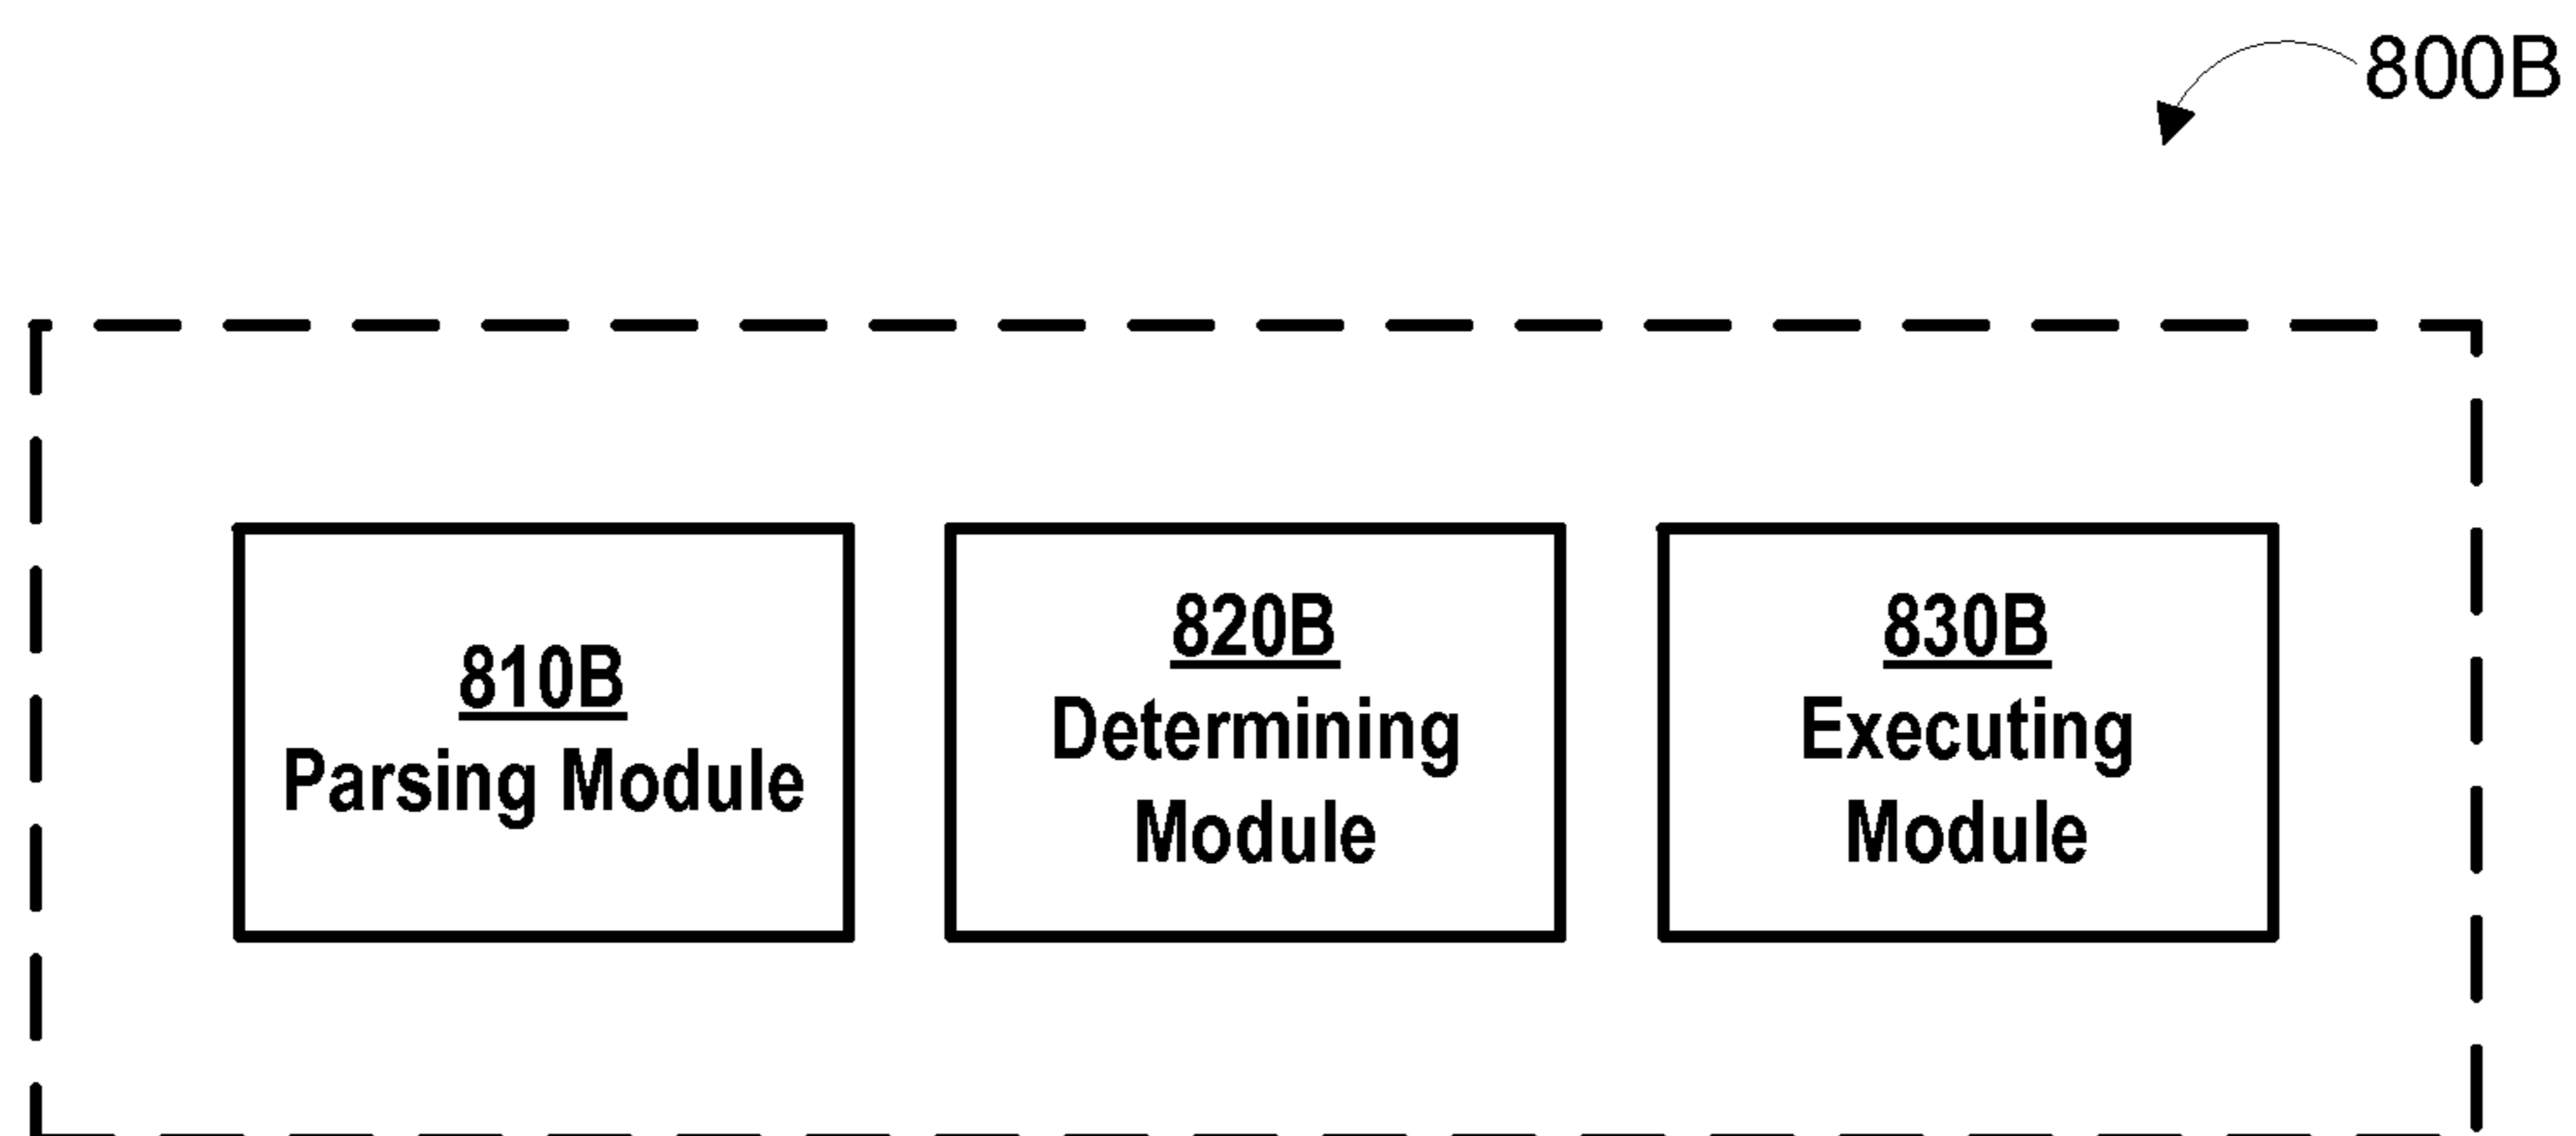 800B
810B
Parsing Module
820B
Determining
Module
830B
Executing
Module